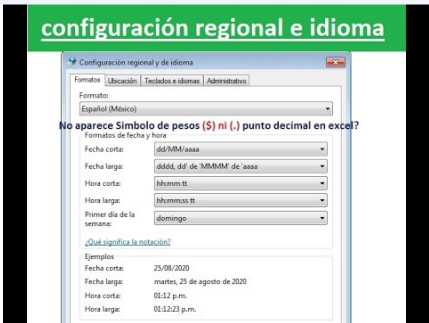 configuración regional e idioma
Configuración regional y de idioma
Formatos Ubicación Teclados e idiomas Administrativo
Formato:
Español (México)
No aparece Simbolo de pesos ($) ni (.) punto decimal en excel?
Formatos de fecha y hora
Fecha corta: dd/MM/aaaa
Fecha larga: dddd, dd' de 'MMMM' de 'aaaa
Hora corta: hh:mm tt
Hora larga: hh:mm:ss tt
Primer día de la
semana: domingo
¿Qué significa la notación?
Ejemplos
Fecha corta: 25/08/2020
Fecha larga: martes, 25 de agosto de 2020
Hora corta: 01:12 p.m.
Hora larga: 01:12:23 p.m.